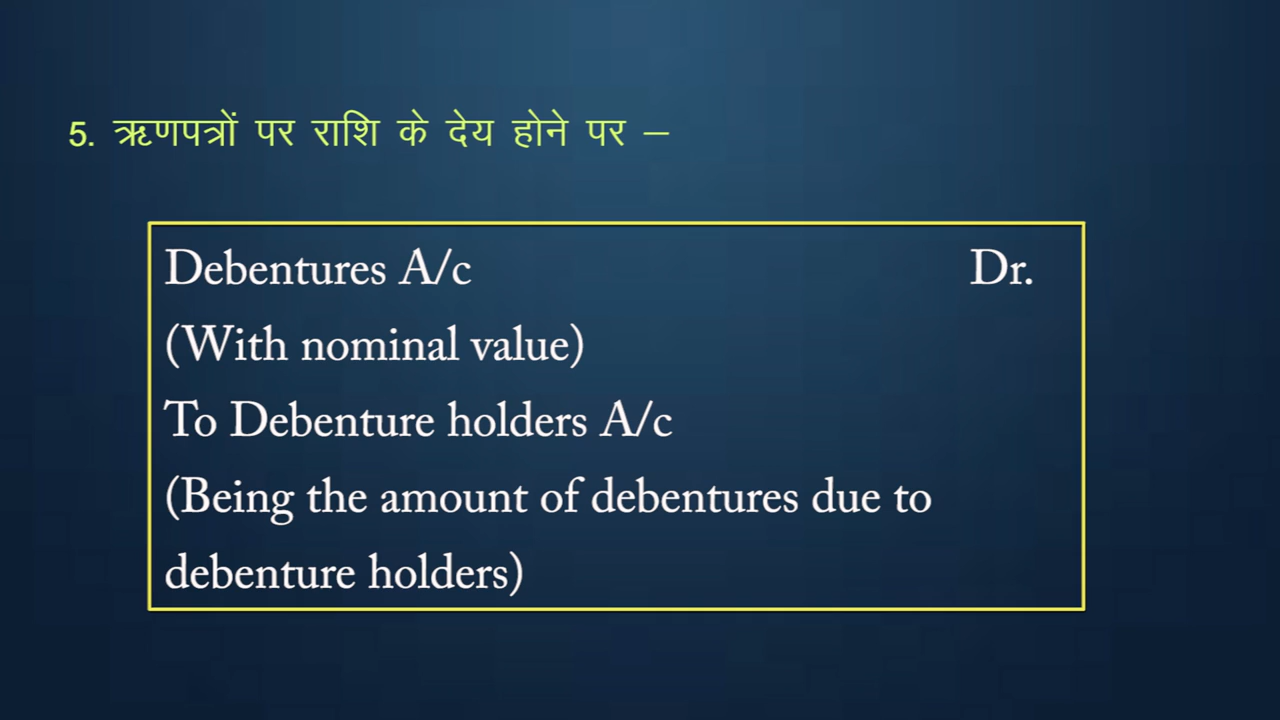 5. ऋणपत्रों पर राशि के देय होने पर –
Debentures A/c Dr.
(With nominal value)
To Debenture holders A/c
(Being the amount of debentures due to
debenture holders)